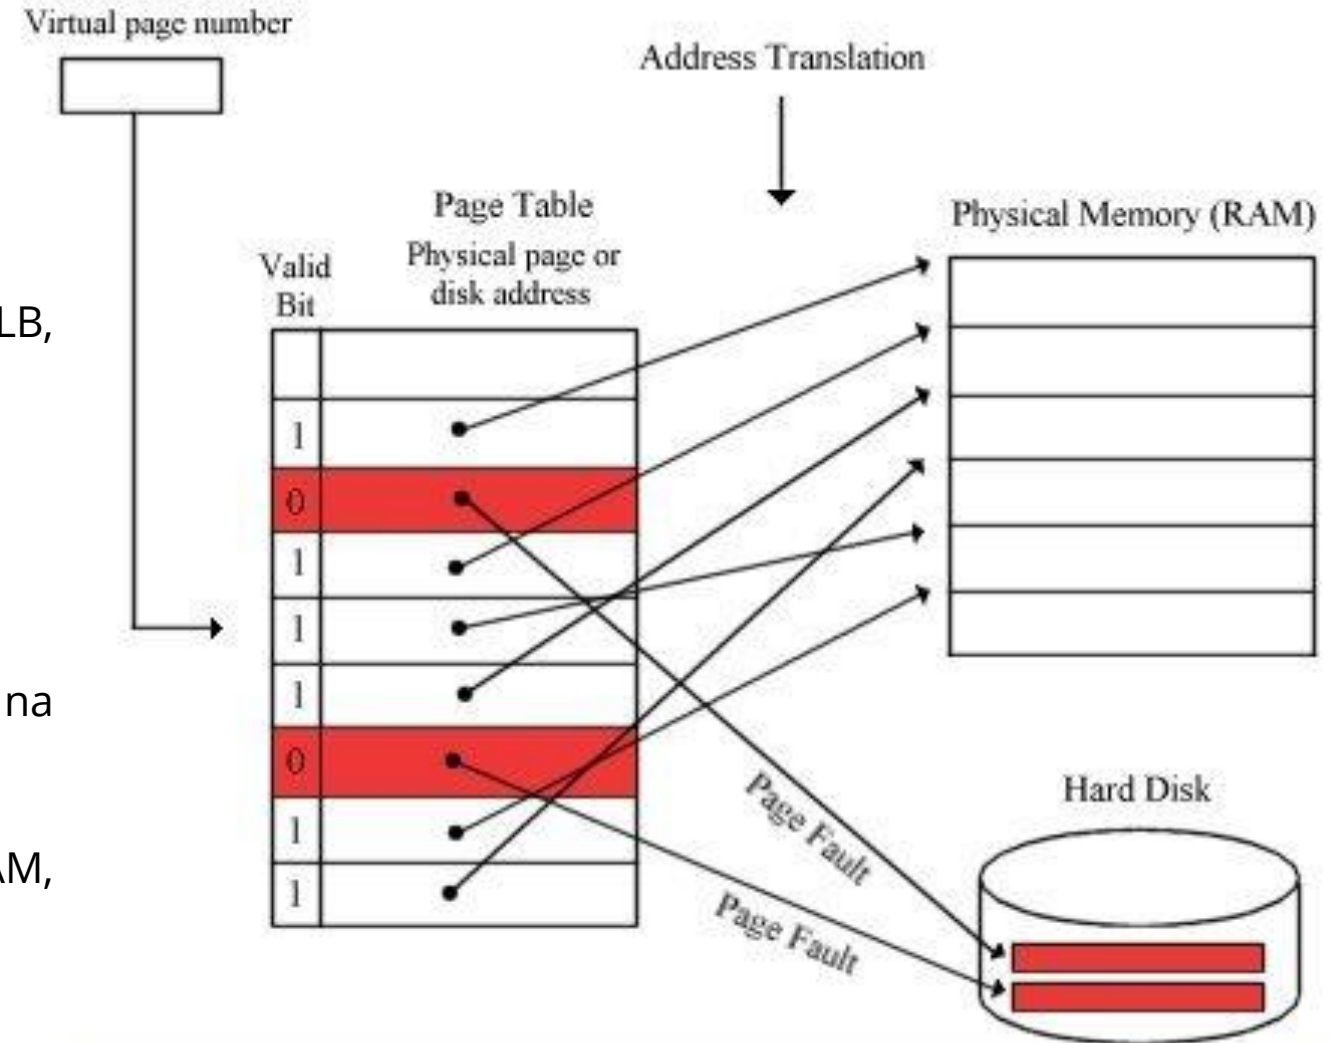 Virtual page number
Address Translation
Page Table
Physical Memory (RAM)
Physical page or
disk address
Valid
Bit
LB,
1
0
1
1
1
na
0
Hard Disk
Page Fault
1
AM,
1
Page Fault